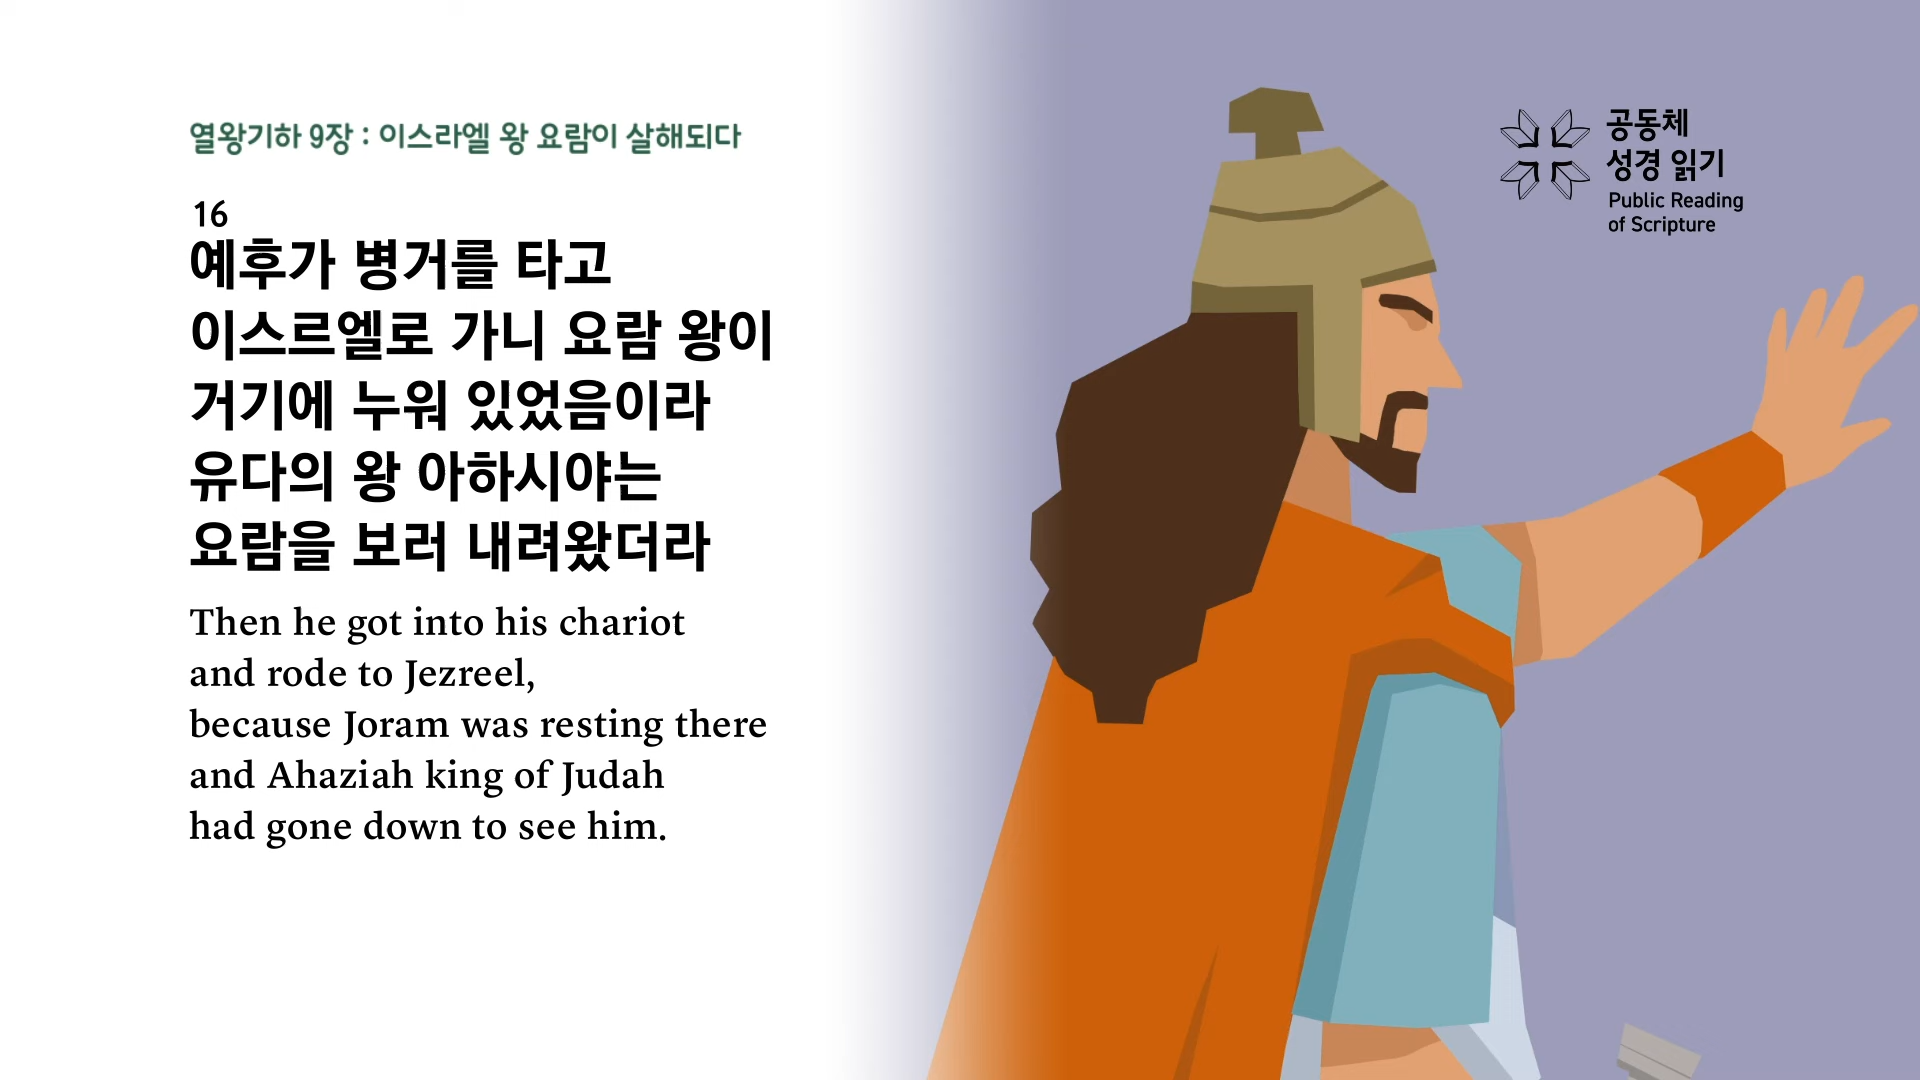 열왕기하 9장 : 이스라엘 왕 요람이 살해되다
16
예후가 병거를 타고
이스르엘로 가니 요람 왕이
거기에 누워 있었음이라
유다의 왕 아하시야는
요람을 보러 내려왔더라
Then he got into his chariot
and rode to Jezreel,
because Joram was resting there
and Ahaziah king of Judah
had gone down to see him.
공동체
성경 읽기
Public Reading
of Scripture